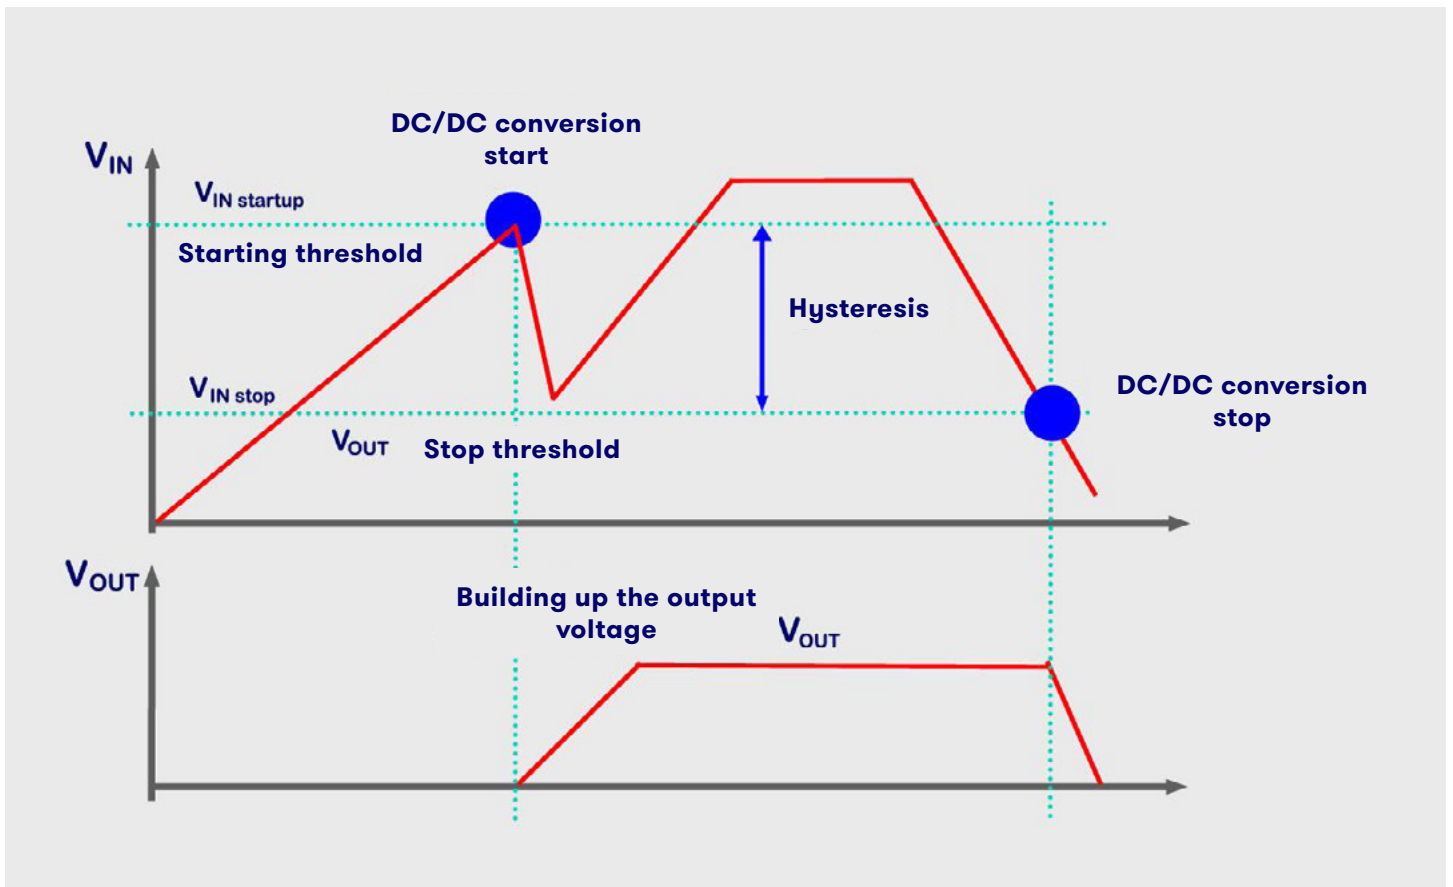 DC/DC conversion
start
VIN
VIN startup
Starting threshold
Hysteresis
VIN stop
DC/DC conversion
stop
VOUT
Stop threshold
VOUT
Building up the output
voltage
VOUT